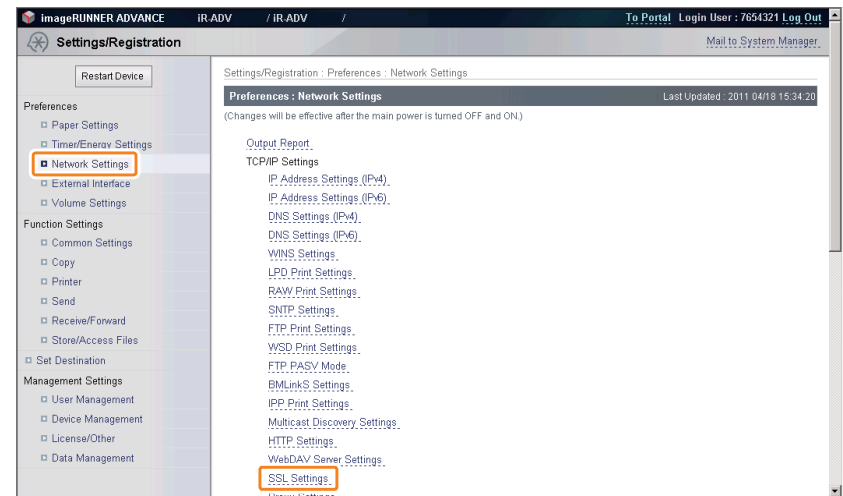 imageRUNNER ADVANCE iR-ADV / iR-ADV / To Portal Login User : 7654321 Log Out
Settings/Registration Mail to System Manager
Restart Device
Preferences
Paper Settings
Timer/Energy Settings
Network Settings
External Interface
Volume Settings
Function Settings
Common Settings
Copy
Printer
Send
Receive/Forward
Store/Access Files
Set Destination
Management Settings
User Management
Device Management
License/Other
Data Management
Settings/Registration : Preferences : Network Settings
Preferences : Network Settings Last Updated : 2011 04/18 15:34:20
(Changes will be effective after the main power is turned OFF and ON.)
Output Report
TCP/IP Settings
IP Address Settings (IPv4)
IP Address Settings (IPv6)
DNS Settings (IPv4)
DNS Settings (IPv6)
WINS Settings
LPD Print Settings
RAW Print Settings
SNTP Settings
FTP Print Settings
WSD Print Settings
FTP PASV Mode
BMLinkS Settings
IPP Print Settings
Multicast Discovery Settings
HTTP Settings
WebDAV Server Settings
SSL Settings
Proxy Settings